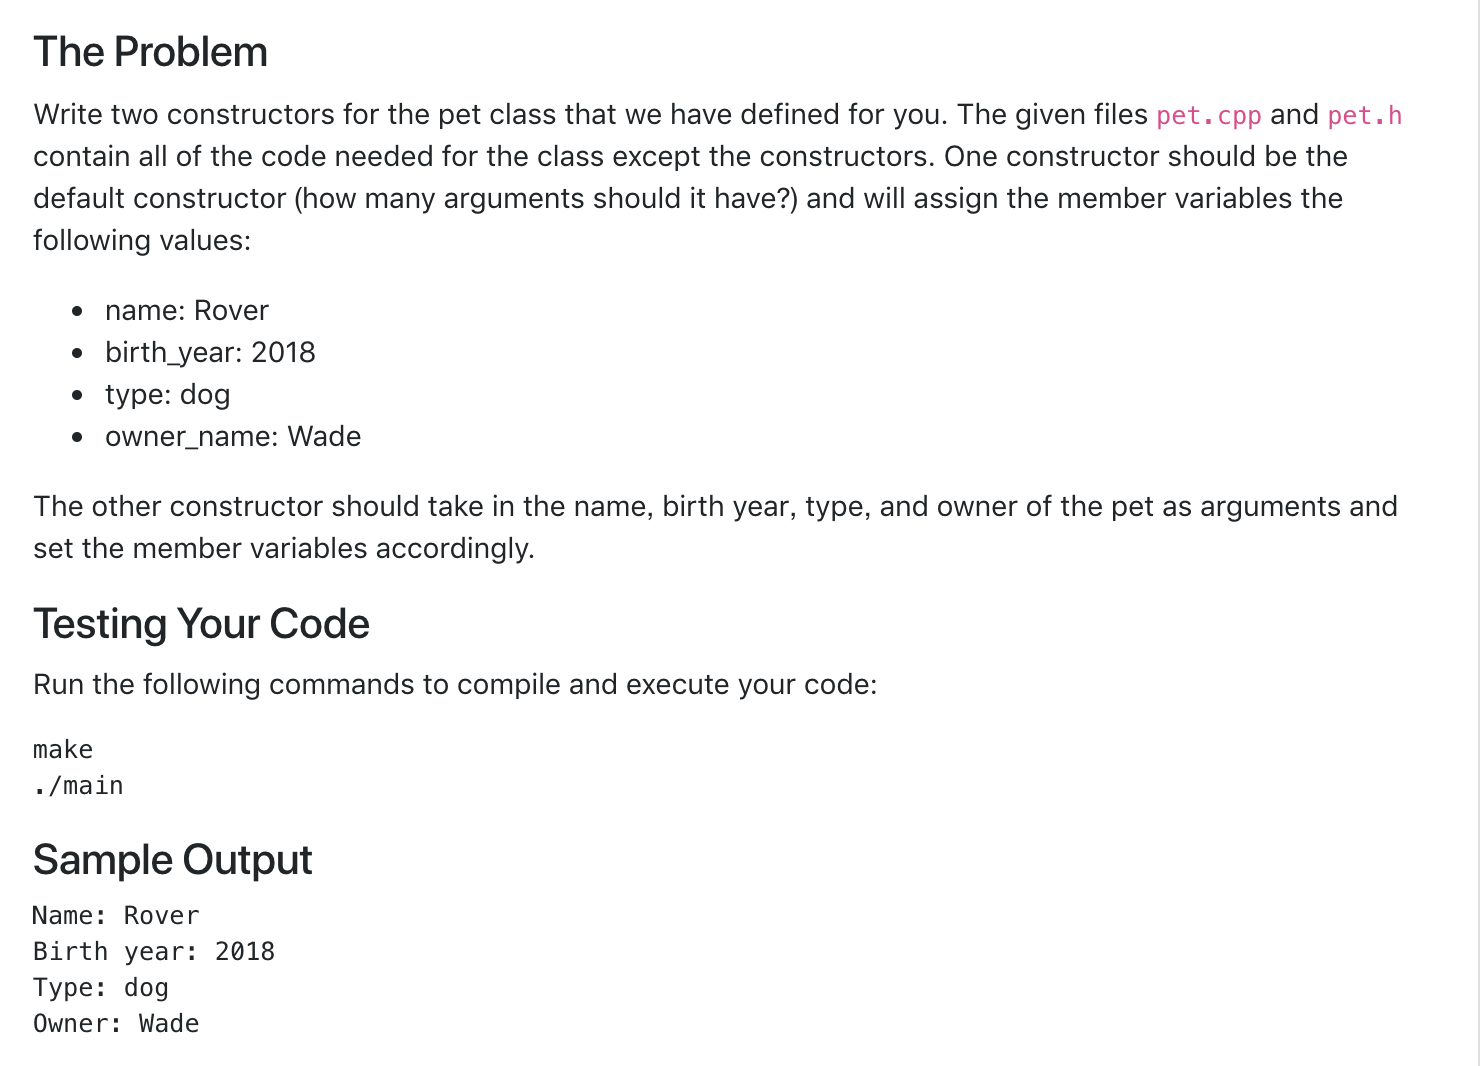 The Problem
Write two constructors for the pet class that we have defined for you. The given files pet.cpp and pet.h
contain all of the code needed for the class except the constructors. One constructor should be the
default constructor (how many arguments should it have?) and will assign the member variables the
following values:
• name: Rover
• birth_year: 2018
• type: dog
• owner_name: Wade
The other constructor should take in the name, birth year, type, and owner of the pet as arguments and
set the member variables accordingly.
Testing Your Code
Run the following commands to compile and execute your code:
make
./main
Sample Output
Name: Rover
Birth year: 2018
Type: dog
Owner: Wade